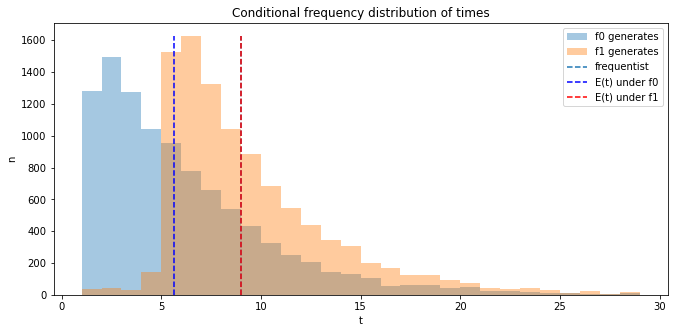 Conditional frequency distribution of times
f0 generates
f1 generates
frequentist
E(t) under f0
E(t) under f1
n
1600
1400
1200
1000
800
600
400
200
0
0 5 10 15 20 25 30
t